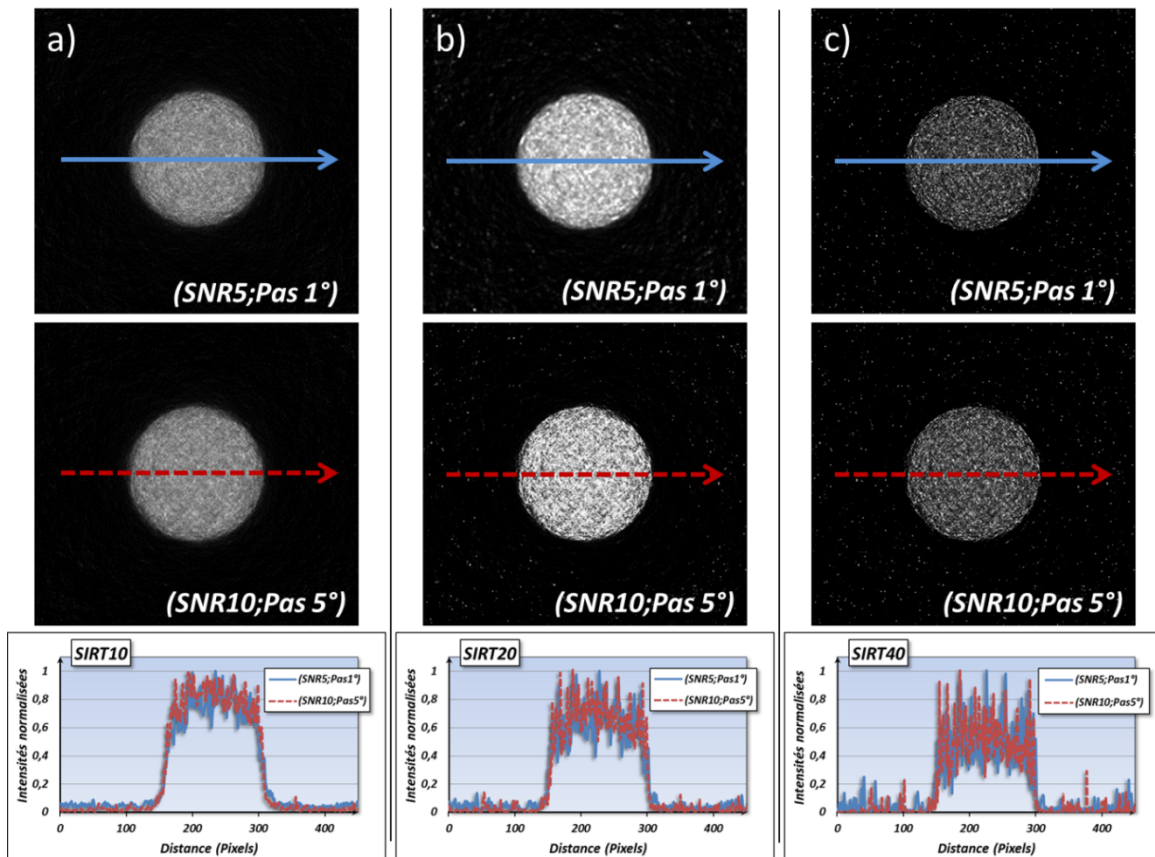 a)
(SNR5;Pas 1°)
(SNR10;Pas 5°)
SIRT10
Intensités normalisées
1
0,8
0,6
0,4
0,2
0
0 100 200 300 400
Distance (Pixels)
(SNR5;Pas1°)
(SNR10;Pas5°)
b)
(SNR5;Pas 1°)
(SNR10;Pas 5°)
SIRT20
Intensités normalisées
1
0,8
0,6
0,4
0,2
0
0 100 200 300 400
Distance (Pixels)
(SNR5;Pas1°)
(SNR10;Pas5°)
c)
(SNR5;Pas 1°)
(SNR10;Pas 5°)
SIRT40
Intensités normalisées
1
0,8
0,6
0,4
0,2
0
0 100 200 300 400
Distance (Pixels)
(SNR5;Pas1°)
(SNR10;Pas5°)